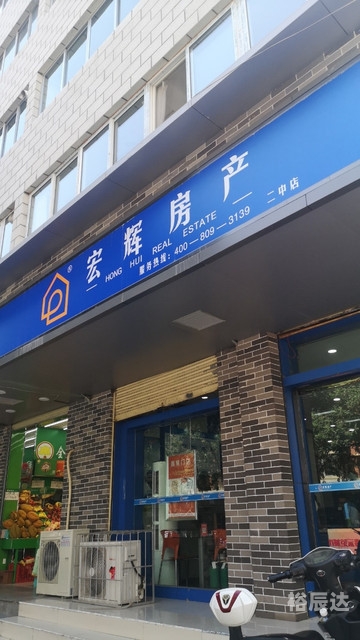 宏辉房产
HONG HUI REAL ESTATE
服务热线：400—809—3139
二中店
®
全
裕辰达